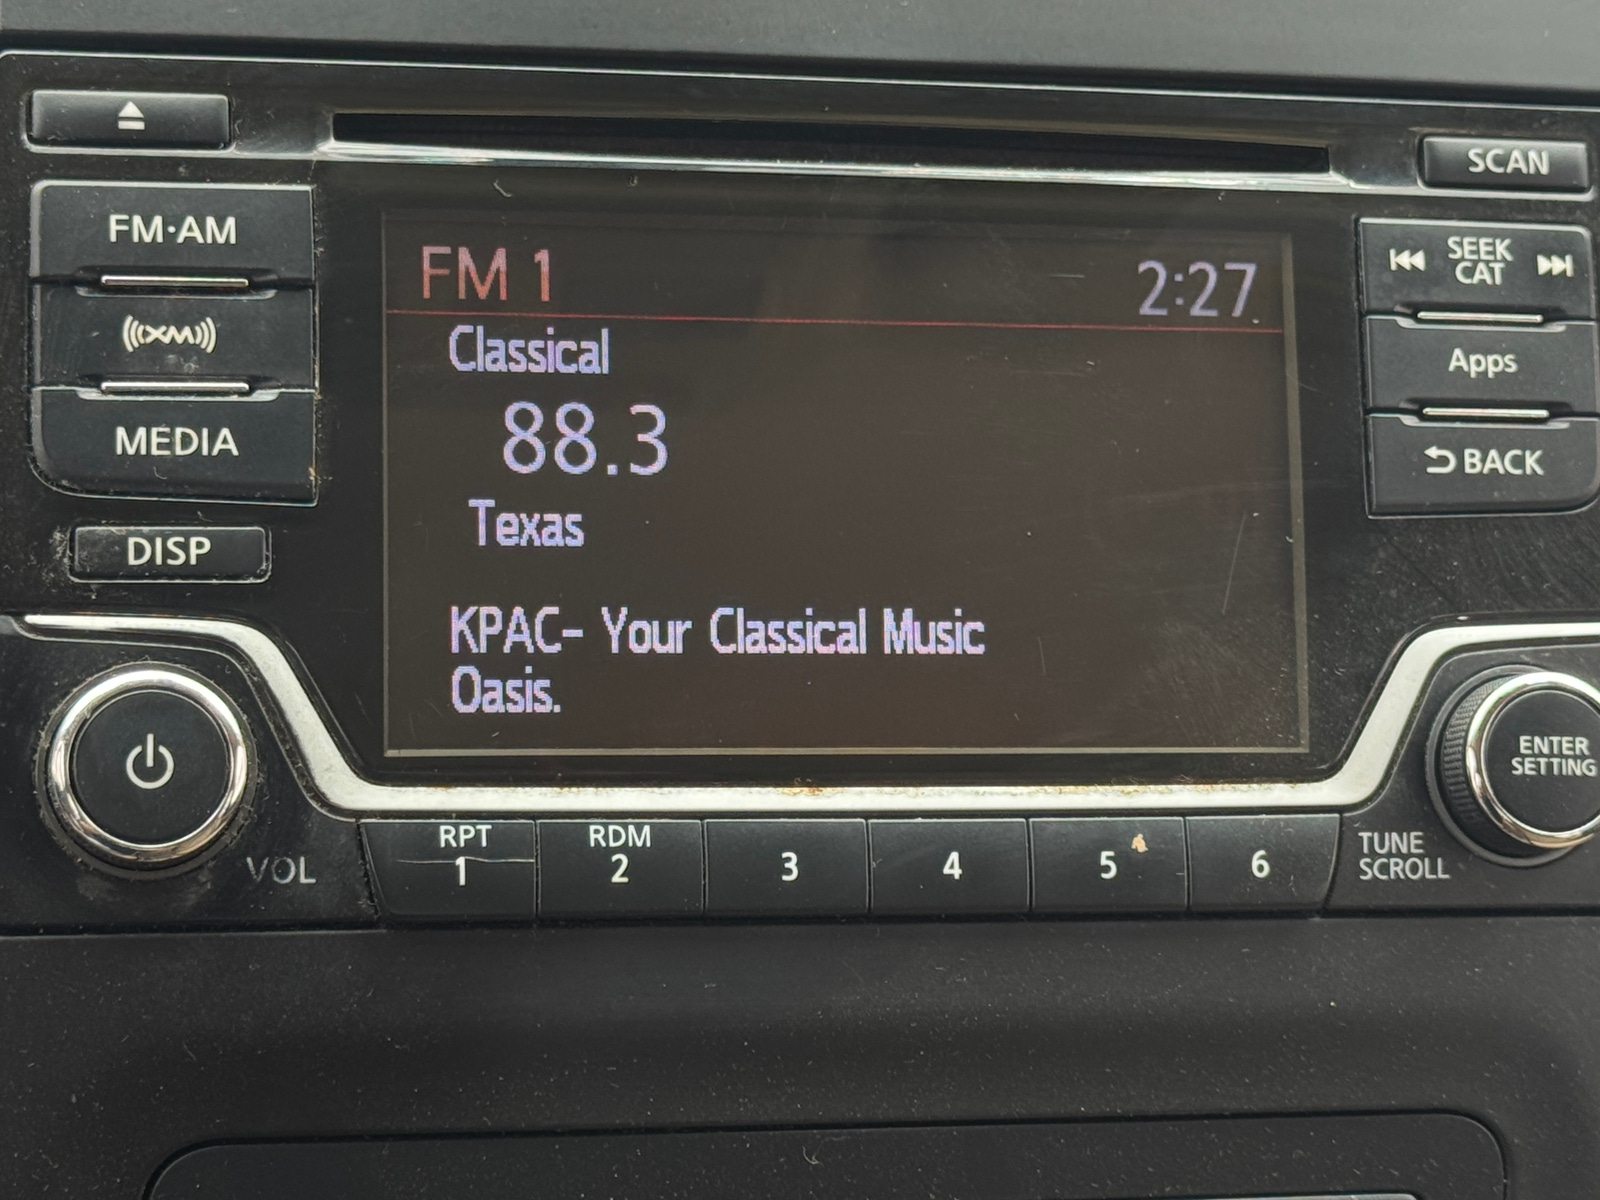 SCAN
FM·AM
SEEK
CAT
FM 1
2:27
XM
Classical
Apps
88.3
MEDIA
BACK
Texas
DISP
KPAC- Your Classical Music
Oasis.
ENTER
SETTING
VOL
RPT
1
RDM
2
3
4
5
6
TUNE
SCROLL